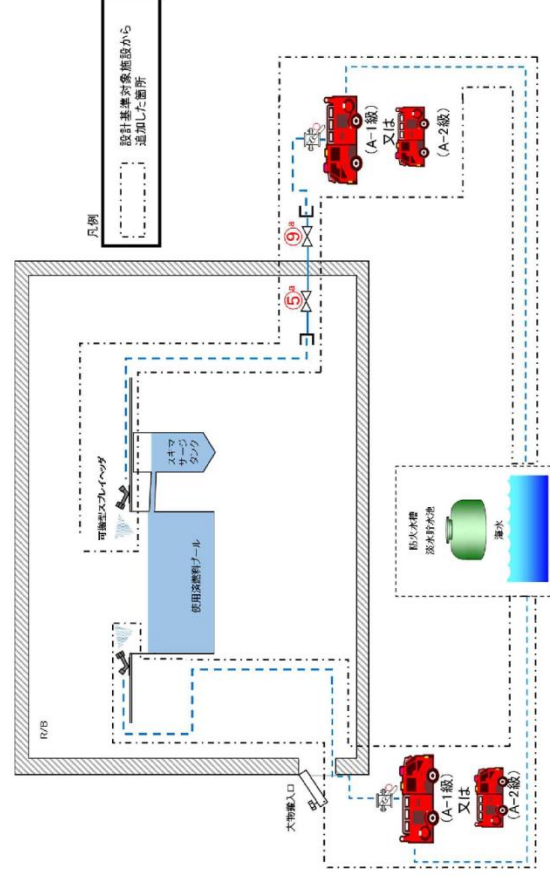 凡例
設計基準対象施設から
追加した箇所
R/B
可搬型スプレイヘッダ
スキマ
サージ
タンク
使用済燃料プール
大物搬入口
⑤a
⑨a
(A-1級)
又は
(A-2級)
(A-1級)
又は
(A-2級)
防火水槽
淡水貯水池
海水